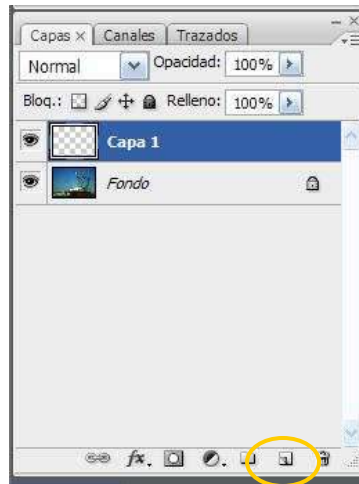 Capas × Canales Trazados
Normal Opacidad: 100%
Bloq.: Relleno: 100%
Capa 1
Fondo
fx.